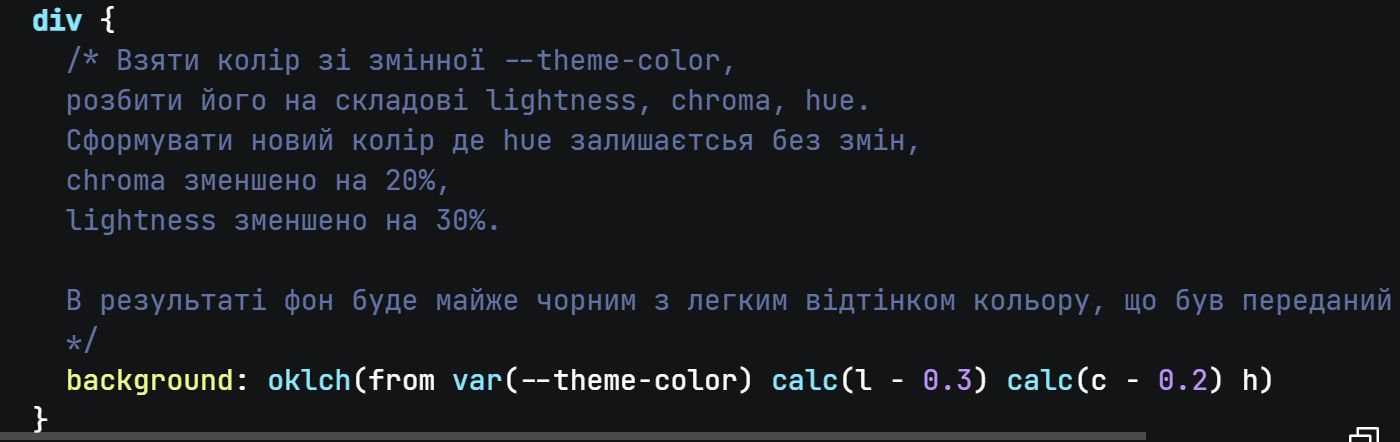 div {
/* Взяти колір зі змінної --theme-color,
розбити його на складові lightness, chroma, hue.
Сформувати новий колір де hue залишаєтсья без змін,
chroma зменшено на 20%,
lightness зменшено на 30%.
В результаті фон буде майже чорним з легким відтінком кольору, що був переданий
*/
background: oklch(from var(--theme-color) calc(l - 0.3) calc(c - 0.2) h)
}